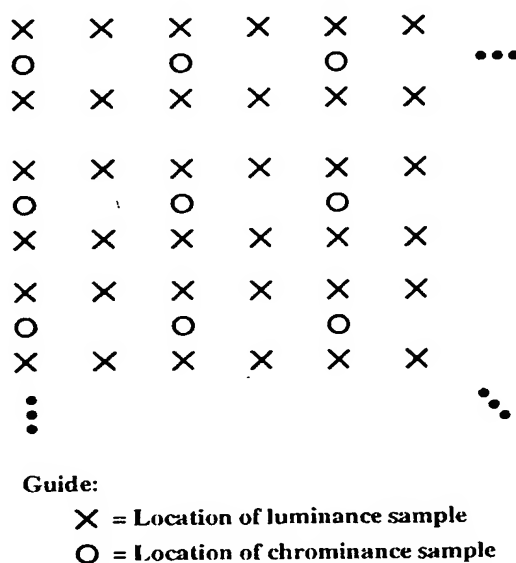 Guide:
X = Location of luminance sample
O = Location of chrominance sample